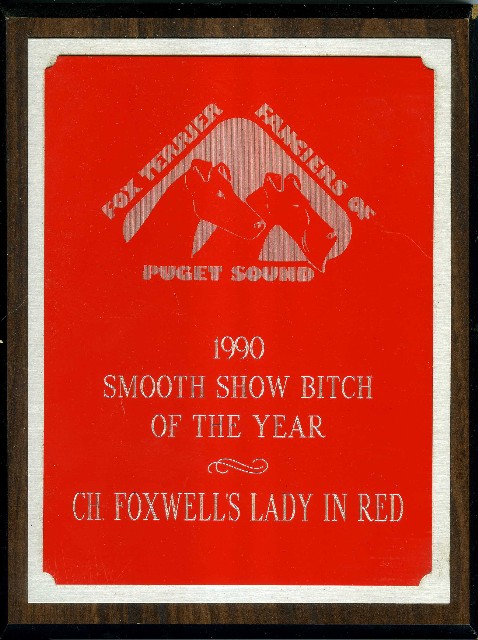 FOX TERRIER FANCIERS OF
PUGET SOUND
1990
SMOOTH SHOW BITCH
OF THE YEAR
CH. FOXWELL'S LADY IN RED